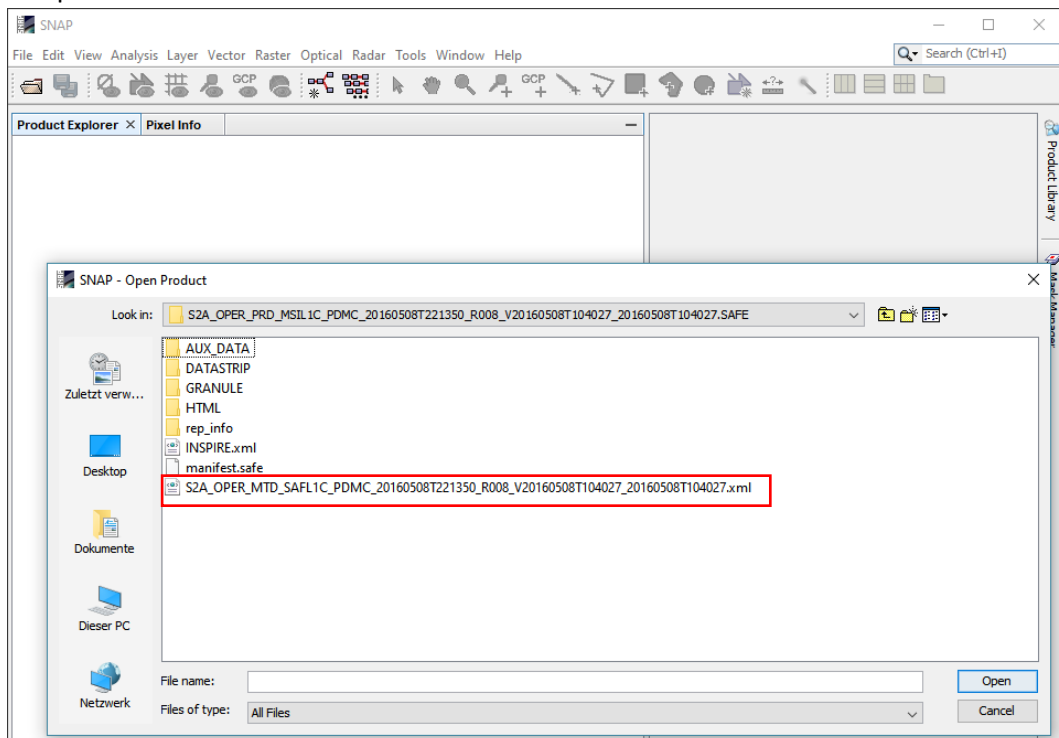 SNAP
File Edit View Analysis Layer Vector Raster Optical Radar Tools Window Help
Search (Ctrl+I)
GCP GCP
Product Explorer × Pixel Info
Product Library
Mask Manager
SNAP - Open Product
Look in: S2A_OPER_PRD_MSIL1C_PDMC_20160508T221350_R008_V20160508T104027_20160508T104027.SAFE
AUX_DATA
DATASTRIP
GRANULE
HTML
rep_info
INSPIRE.xml
manifest.safe
S2A_OPER_MTD_SAFL1C_PDMC_20160508T221350_R008_V20160508T104027_20160508T104027.xml
Zuletzt verw...
Desktop
Dokumente
Dieser PC
Netzwerk
File name:
Open
Files of type: All Files
Cancel